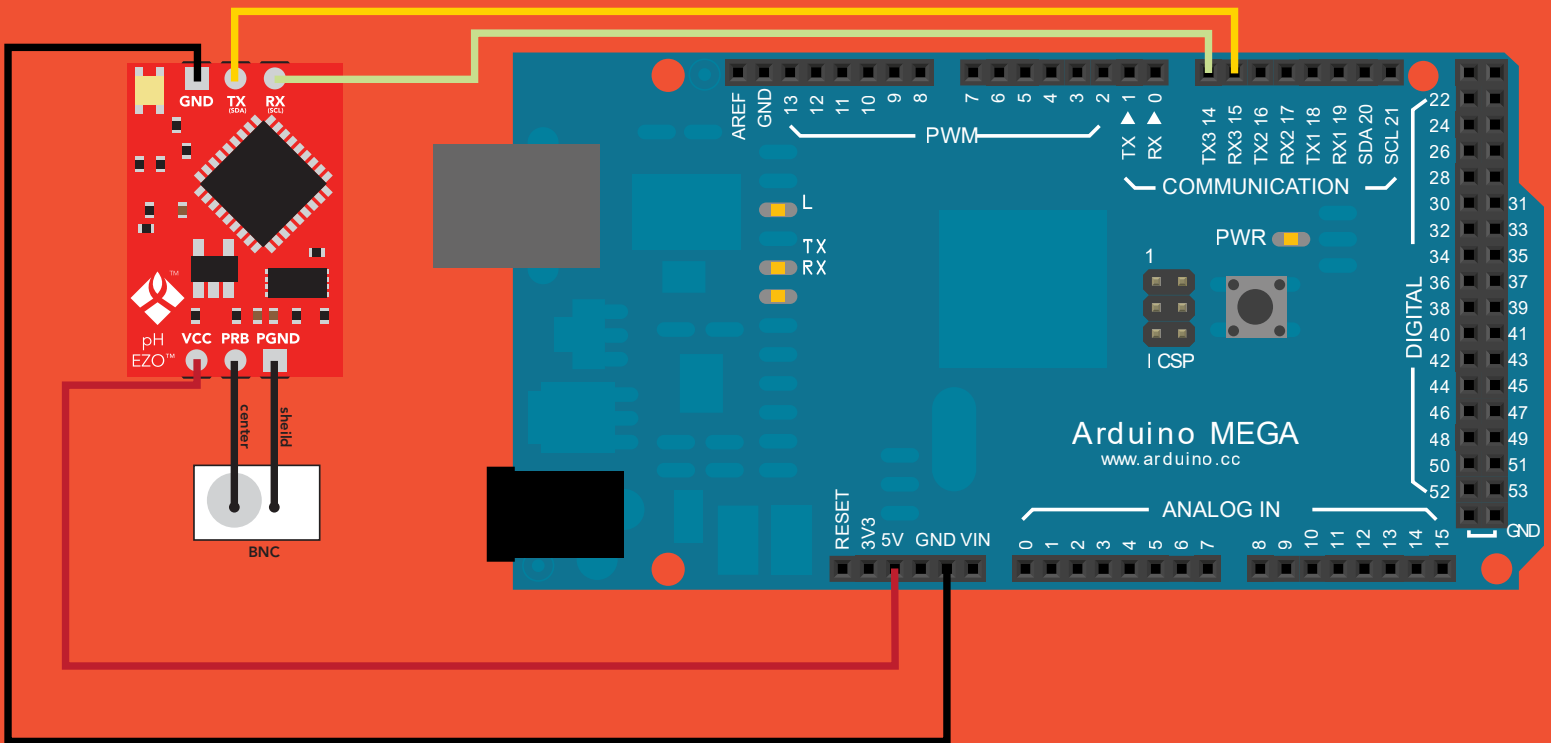 GND TX RX
(SDA) (SCL)
TM
pH
EZO™
VCC PRB PGND
center
sheild
BNC
AREF
GND
13
12
11
10
9
8
7
6
5
4
3
2
1
0
PWM
TX
RX
TX3 14
RX3 15
TX2 16
RX2 17
TX1 18
RX1 19
SDA 20
SCL 21
COMMUNICATION
L
TX
RX
PWR
1
ICSP
22
24
26
28
30 31
32 33
34 35
36 37
38 39
40 41
42 43
44 45
46 47
48 49
50 51
52 53
GND
DIGITAL
Arduino MEGA
www.arduino.cc
RESET
3V3
5V
GND VIN
ANALOG IN
0
1
2
3
4
5
6
7
8
9
10
11
12
13
14
15